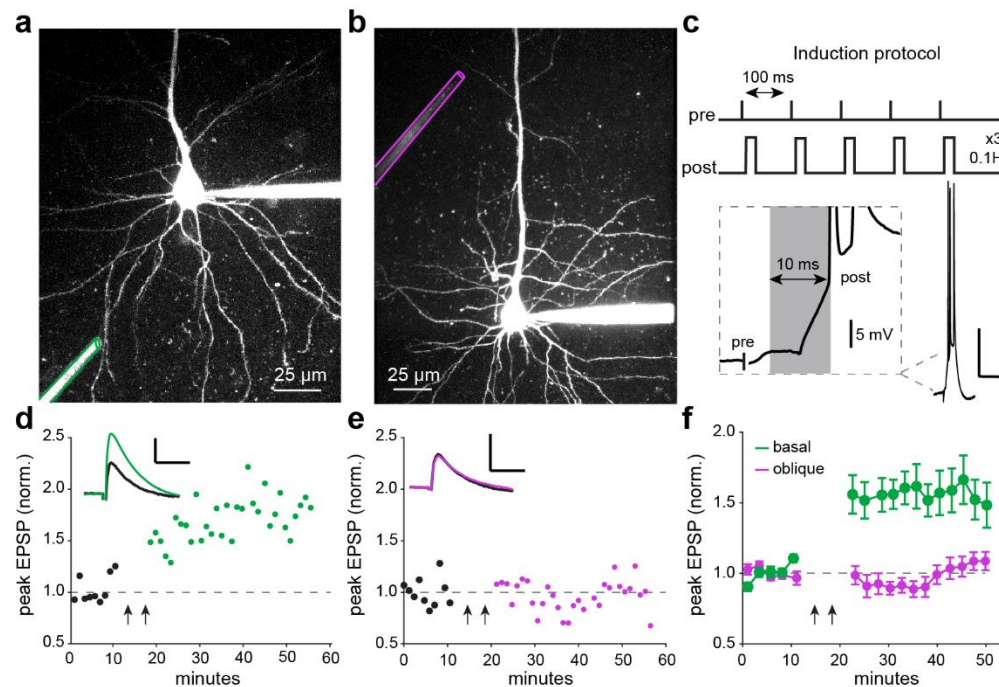 a
b
c
Induction protocol
100 ms
pre
post
x3
0.1H
10 ms
post
pre
5 mV
25 µm
25 µm
d
e
f
2.5
2.0
1.5
1.0
0.5
peak EPSP (norm.)
0 10 20 30 40 50 60
minutes
2.5
2.0
1.5
1.0
0.5
peak EPSP (norm.)
0 10 20 30 40 50 60
minutes
2.0
1.5
1.0
0.5
peak EPSP (norm.)
basal
oblique
0 10 20 30 40 50
minutes